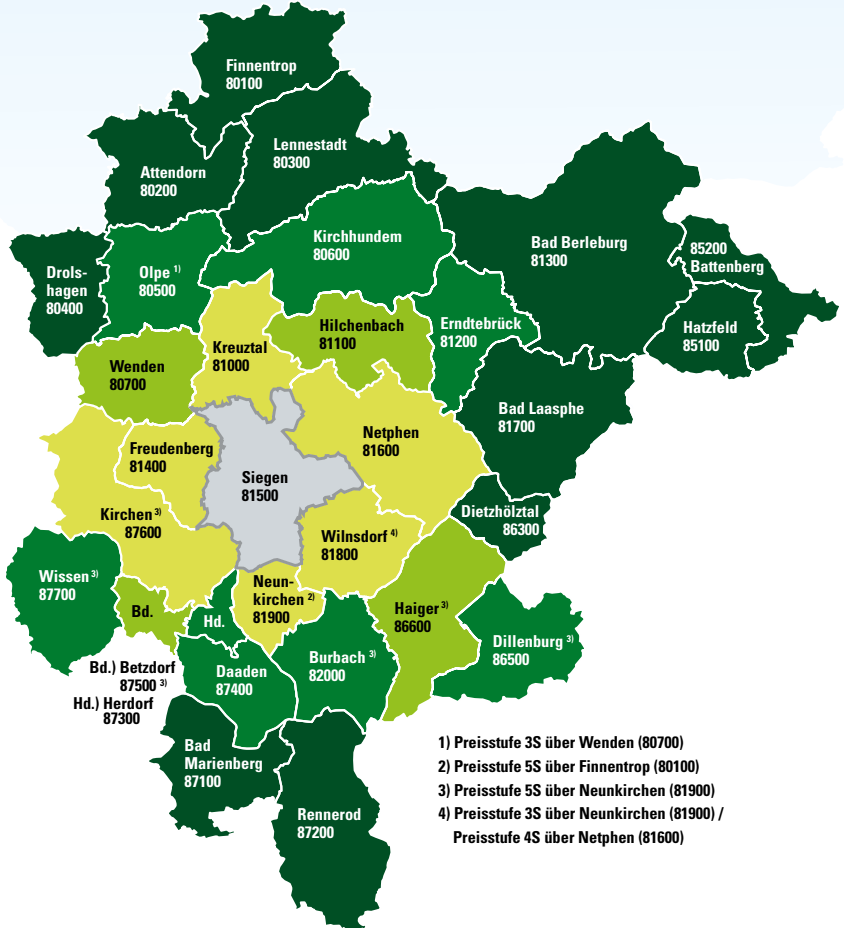 Finnentrop
80100
Lennestadt
80300
Attendorn
80200
Kirchhundem
80600
Bad Berleburg
81300
85200
Battenberg
Drols-
hagen
80400
Olpe 1)
80500
Hatzfeld
85100
Hilchenbach
81100
Erndtebrück
81200
Kreuztal
81000
Wenden
80700
Bad Laasphe
81700
Netphen
81600
Freudenberg
81400
Siegen
81500
Dietzhölztal
86300
Kirchen 3)
87600
Wilnsdorf 4)
81800
Wissen 3)
87700
Neun-
kirchen 2)
81900
Haiger 3)
86600
Bd.
Hd.
Dillenburg 3)
86500
Burbach 3)
82000
Daaden
87400
Bd.) Betzdorf
87500 3)
Hd.) Herdorf
87300
Bad
Marienberg
87100
Rennerod
87200
1) Preisstufe 3S über Wenden (80700)
2) Preisstufe 5S über Finnentrop (80100)
3) Preisstufe 5S über Neunkirchen (81900)
4) Preisstufe 3S über Neunkirchen (81900) /
Preisstufe 4S über Netphen (81600)